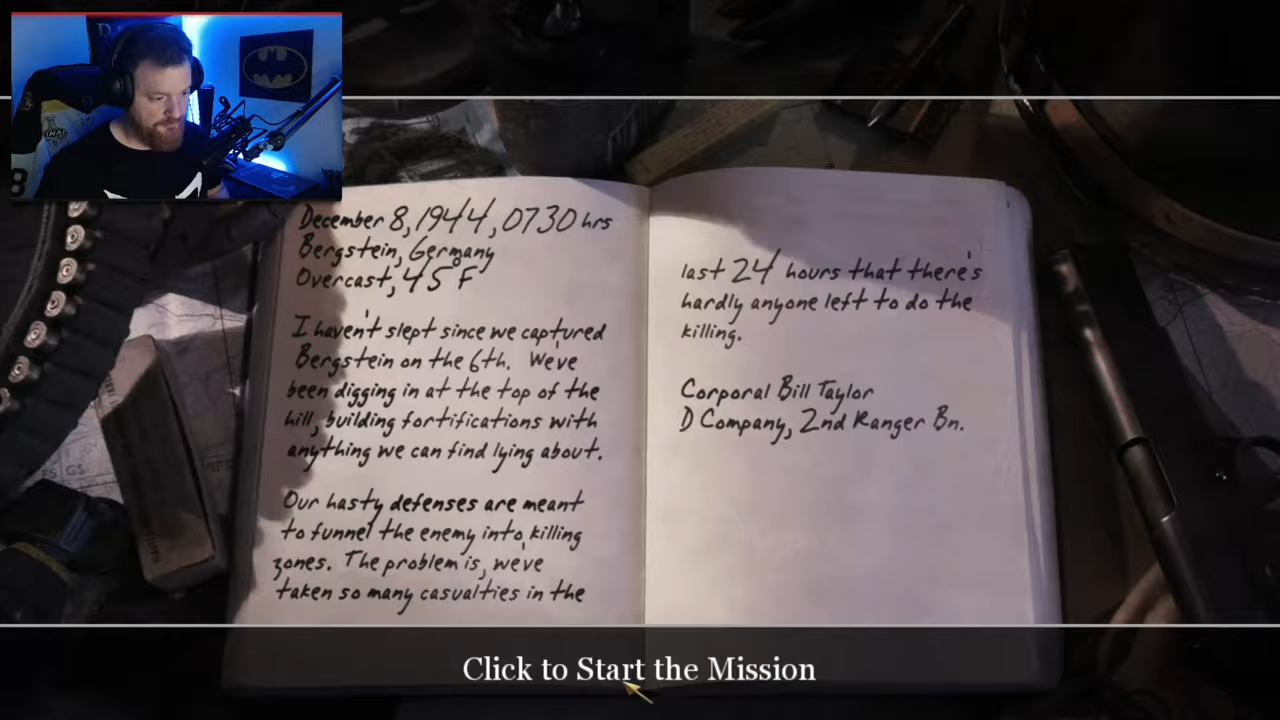 December 8, 1944, 0730 hrs
Bergstein, Germany
Overcast, 45°F
I haven't slept since we captured
Bergstein on the 6th. We've
been digging in at the top of the
hill, building fortifications with
anything we can find lying about.
Our hasty defenses are meant
to funnel the enemy into killing
zones. The problem is, we've
taken so many casualties in the
last 24 hours that there's
hardly anyone left to do the
killing.
Corporal Bill Taylor
D Company, 2nd Ranger Bn.
Click to Start the Mission